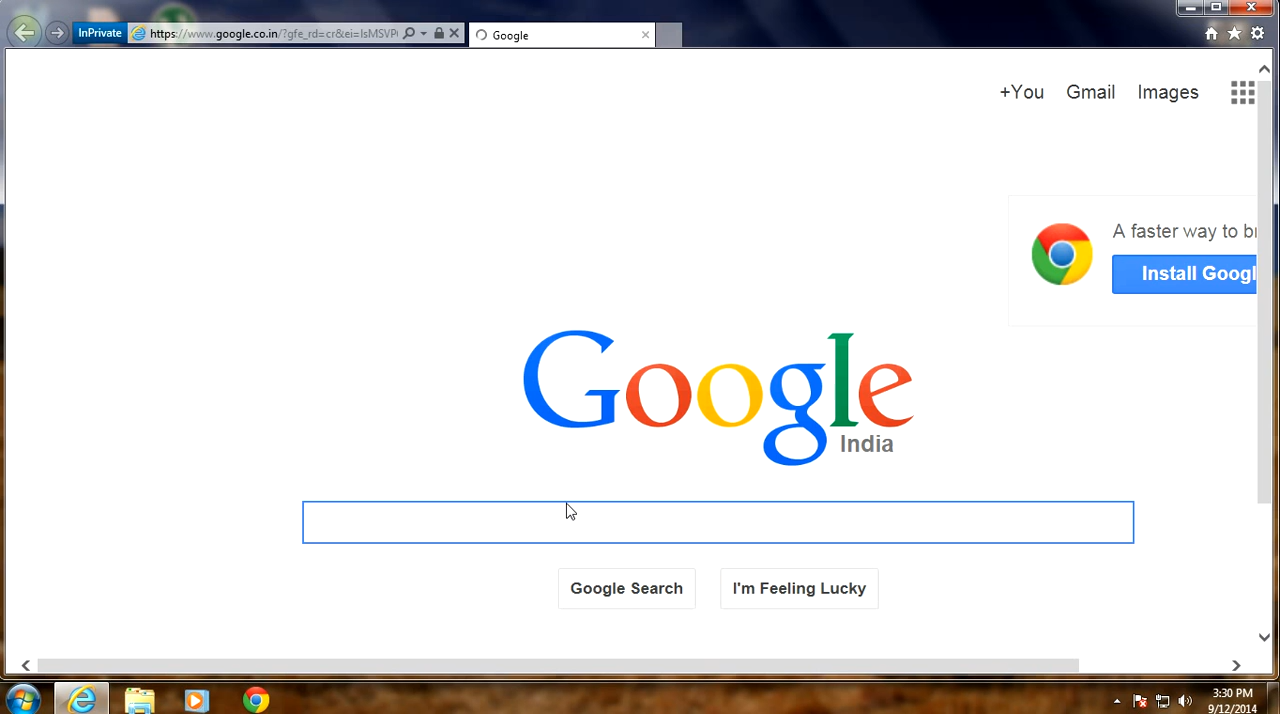 InPrivate
https://www.google.co.in/?gfe_rd=cr&ei=IsMSVP
Google
+You Gmail Images
A faster way to
Install
Google
India
Google Search I'm Feeling Lucky
3:30 PM
9/12/2014